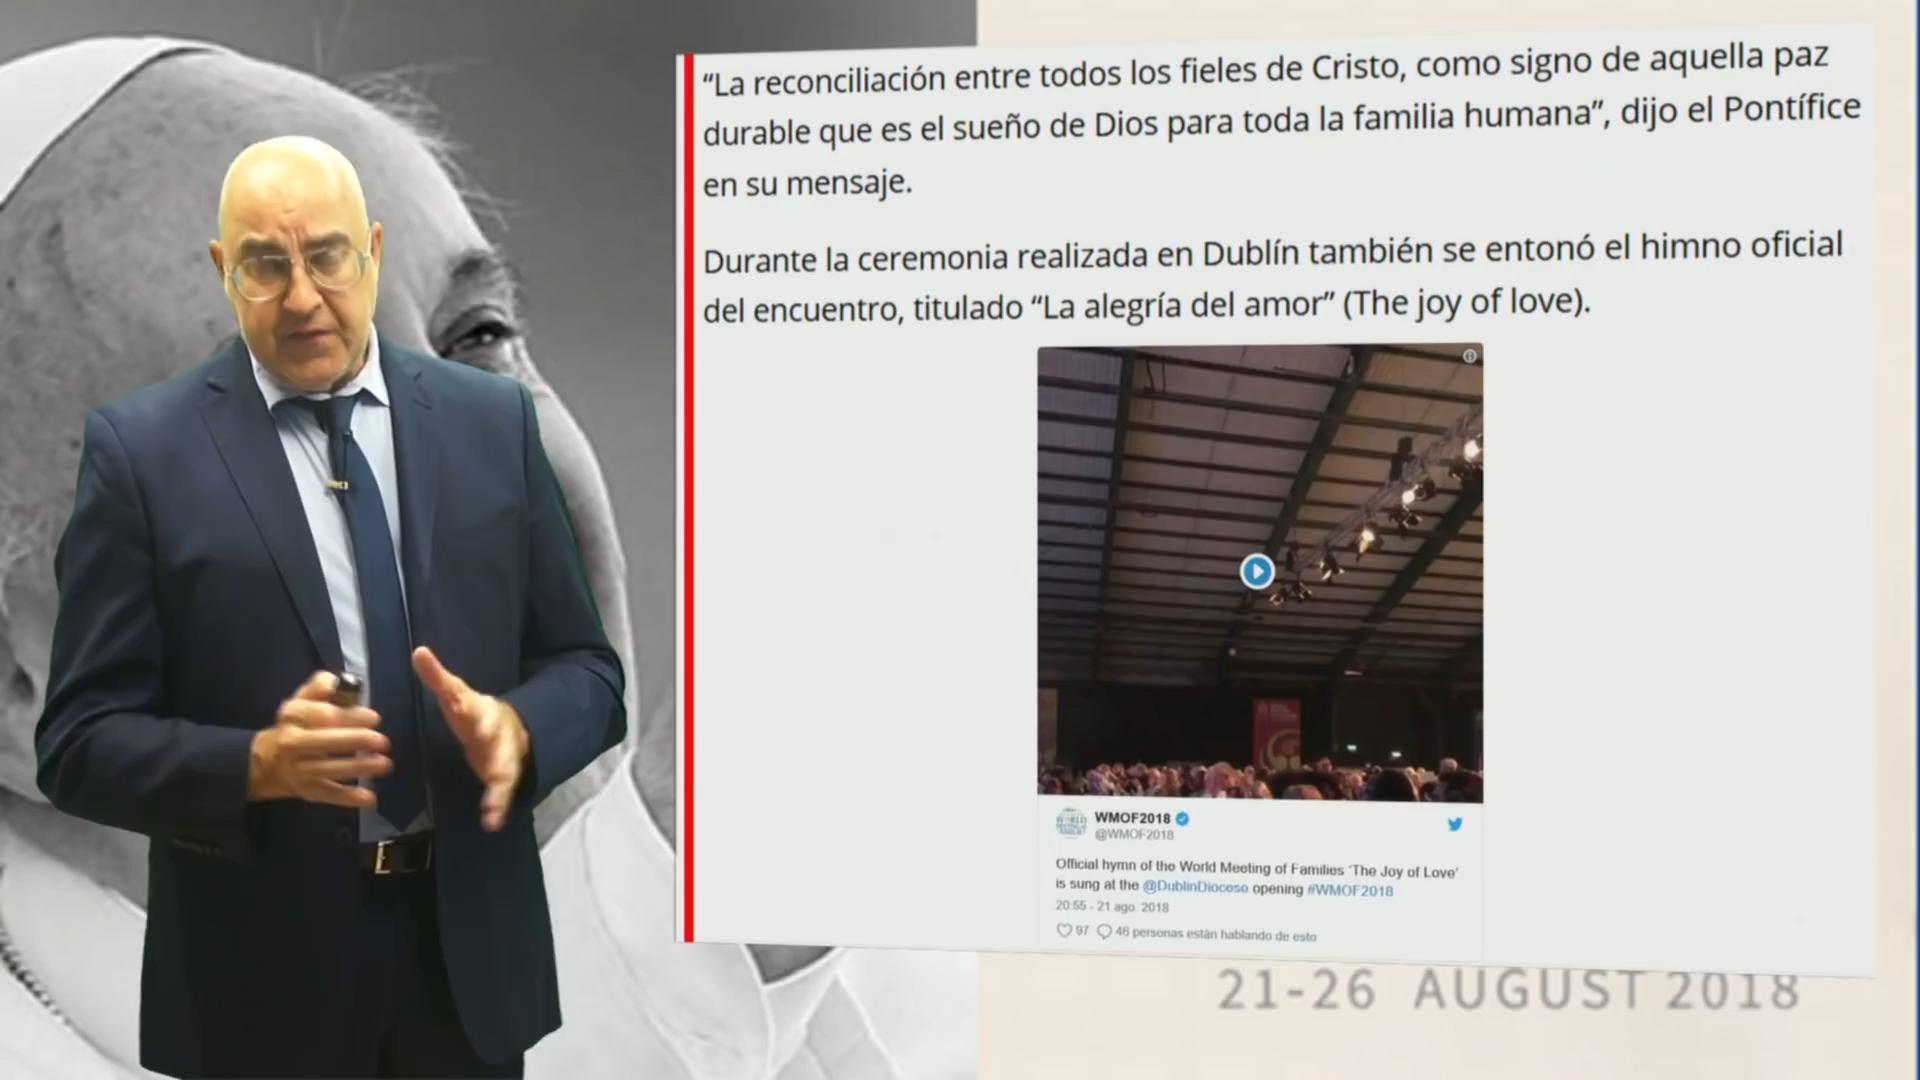 “La reconciliación entre todos los fieles de Cristo, como signo de aquella paz
durable que es el sueño de Dios para toda la familia humana”, dijo el Pontífice
en su mensaje.
Durante la ceremonia realizada en Dublín también se entonó el himno oficial
del encuentro, titulado “La alegría del amor” (The joy of love).
WMOF2018
@WMOF2018
Official hymn of the World Meeting of Families ‘The Joy of Love’
is sung at the @DublinDiocese opening #WMOF2018
20:55 - 21 ago. 2018
97 46 personas están hablando de esto
21-26 AUGUST 2018